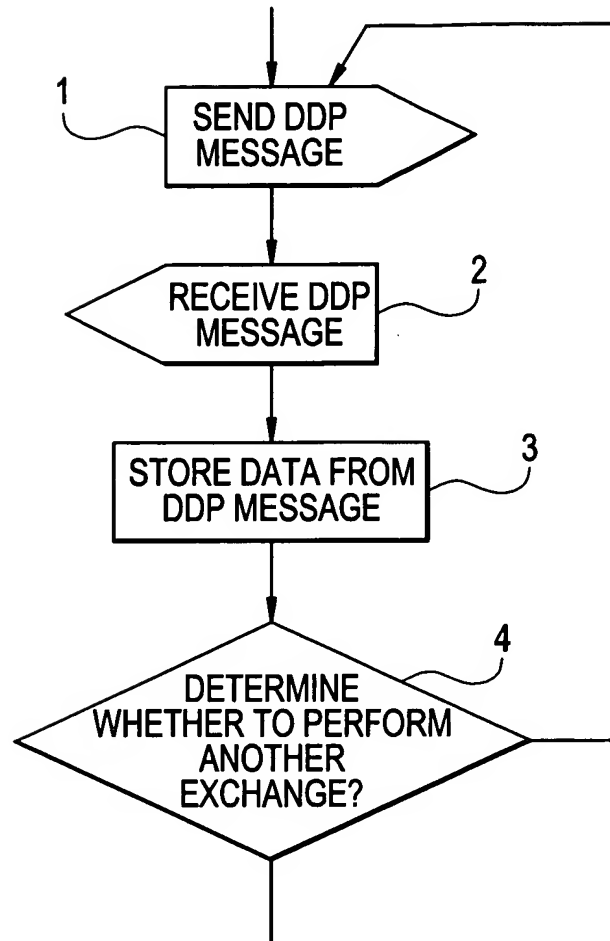 1
SEND DDP
MESSAGE
RECEIVE DDP
MESSAGE
2
STORE DATA FROM
DDP MESSAGE
3
4
DETERMINE
WHETHER TO PERFORM
ANOTHER
EXCHANGE?